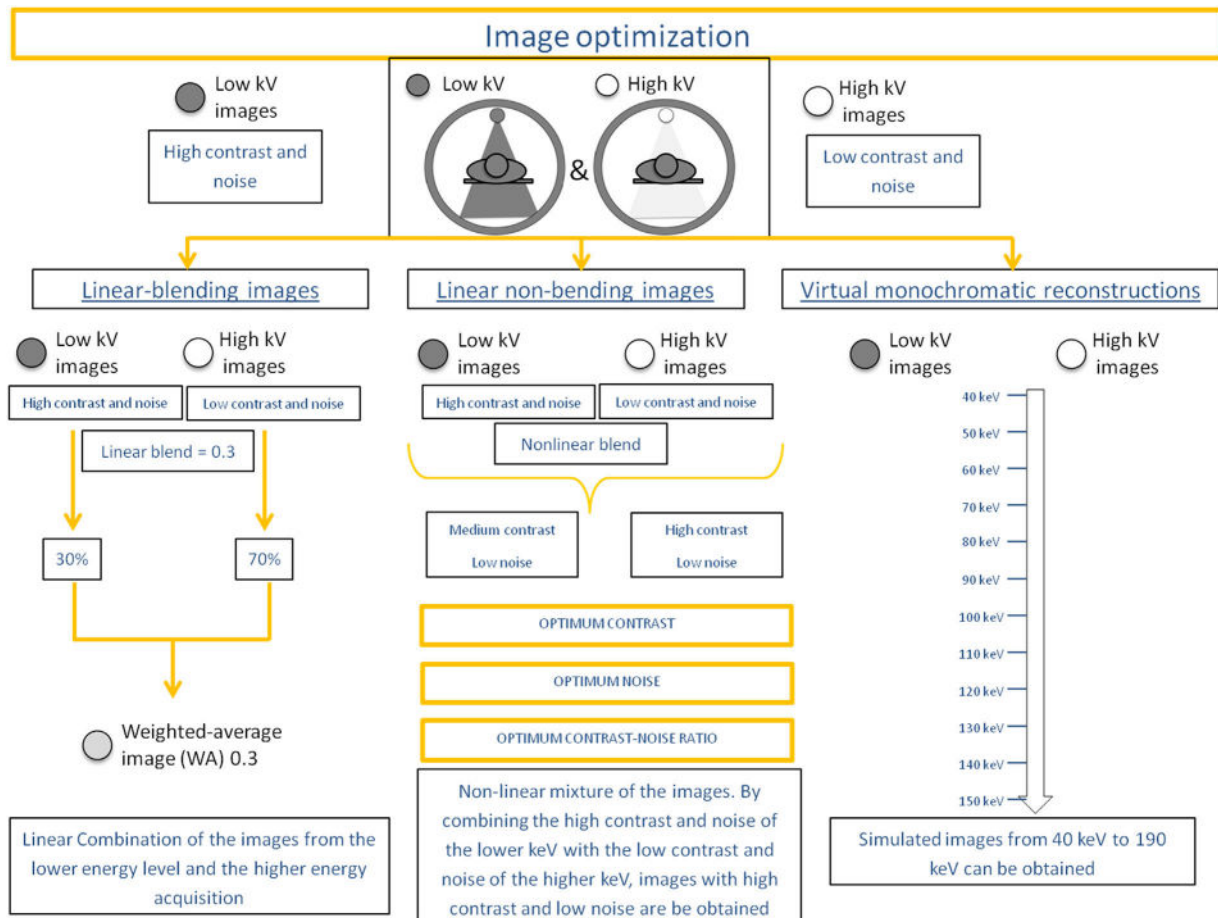 Image optimization
Low kV
images
High contrast and
noise
Low kV
High kV
&
High kV
images
Low contrast and
noise
Linear-blending images
Low kV
images
High kV
images
High contrast and noise
Low contrast and noise
Linear blend = 0.3
30%
70%
Weighted-average
image (WA) 0.3
Linear Combination of the images from the
lower energy level and the higher energy
acquisition
Linear non-bending images
Low kV
images
High kV
images
High contrast and noise
Low contrast and noise
Nonlinear blend
Medium contrast
Low noise
High contrast
Low noise
OPTIMUM CONTRAST
OPTIMUM NOISE
OPTIMUM CONTRAST-NOISE RATIO
Non-linear mixture of the images. By
combining the high contrast and noise of
the lower keV with the low contrast and
noise of the higher keV, images with high
contrast and low noise are be obtained
Virtual monochromatic reconstructions
Low kV
images
High kV
images
40 keV
50 keV
60 keV
70 keV
80 keV
90 keV
100 keV
110 keV
120 keV
130 keV
140 keV
150 keV
Simulated images from 40 keV to 190
keV can be obtained